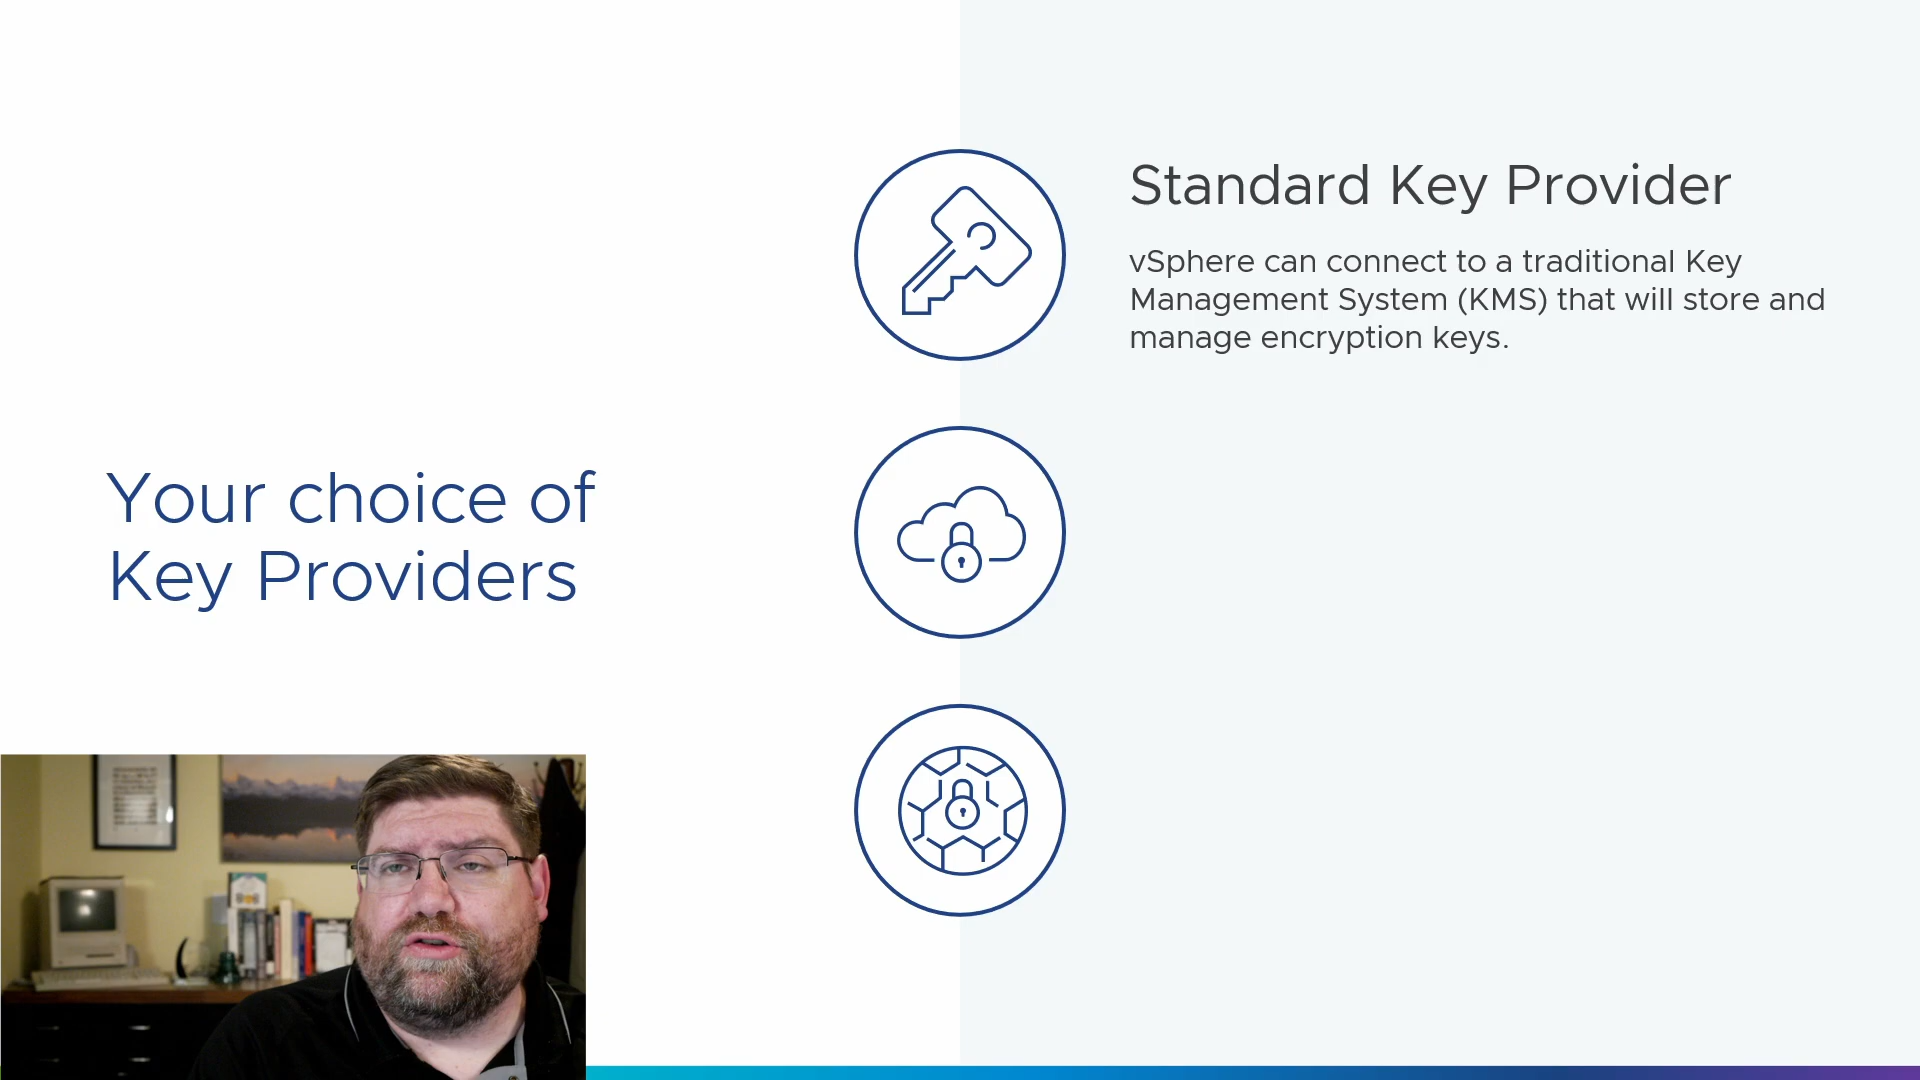 Standard Key Provider
vSphere can connect to a traditional Key
Management System (KMS) that will store and
manage encryption keys.
Your choice of
Key Providers